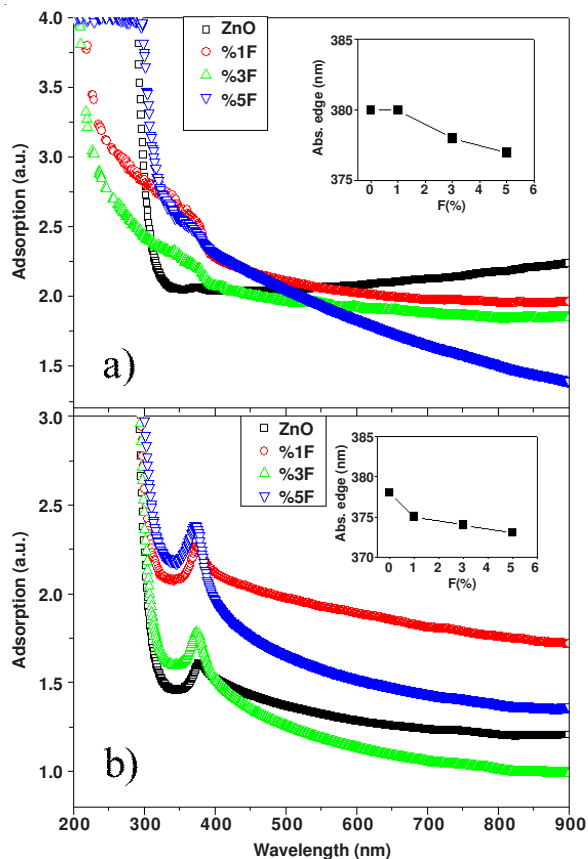 4.0
3.5
3.0
2.5
2.0
1.5
Adsorption (a.u.)
ZnO
%1F
%3F
%5F
385
380
375
Abs. edge (nm)
0 1 2 3 4 5 6
F(%)
a)
3.0
2.5
2.0
1.5
1.0
Adsorption (a.u.)
ZnO
%1F
%3F
%5F
385
380
375
370
Abs. edge (nm)
0 1 2 3 4 5 6
F(%)
b)
200 300 400 500 600 700 800 900
Wavelength (nm)